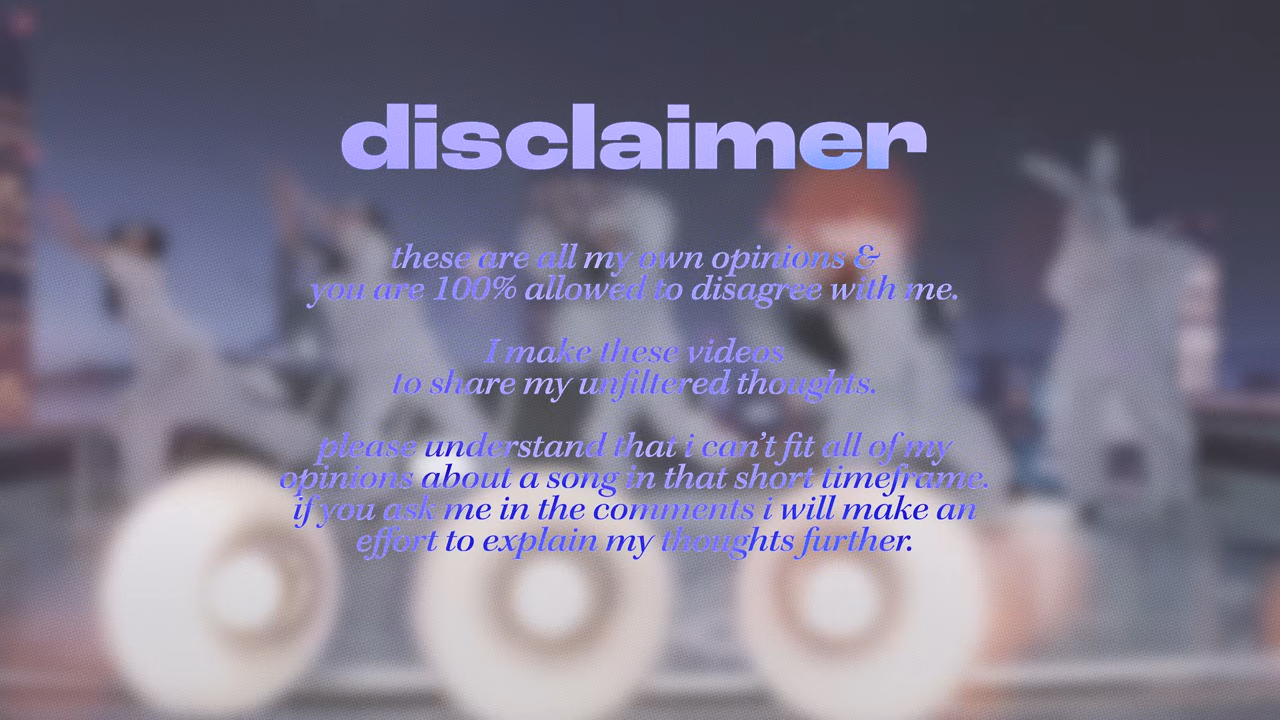 disclaimer
these are all my own opinions &
you are 100% allowed to disagree with me.
I make these videos
to share my unfiltered thoughts.
please understand that i can't fit all of my
opinions about a song in that short timeframe.
if you ask me in the comments i will make an
effort to explain my thoughts further.